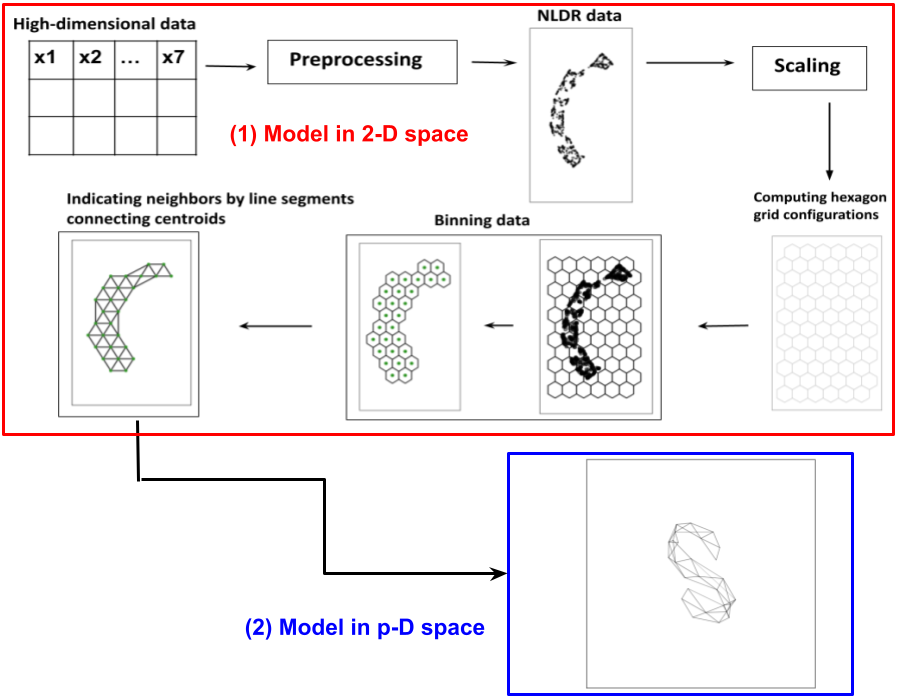 High-dimensional data
NLDR data
x1 x2 ... x7
Preprocessing
Scaling
(1) Model in 2-D space
Computing hexagon
grid configurations
Indicating neighbors by line segments
connecting centroids
Binning data
(2) Model in p-D space